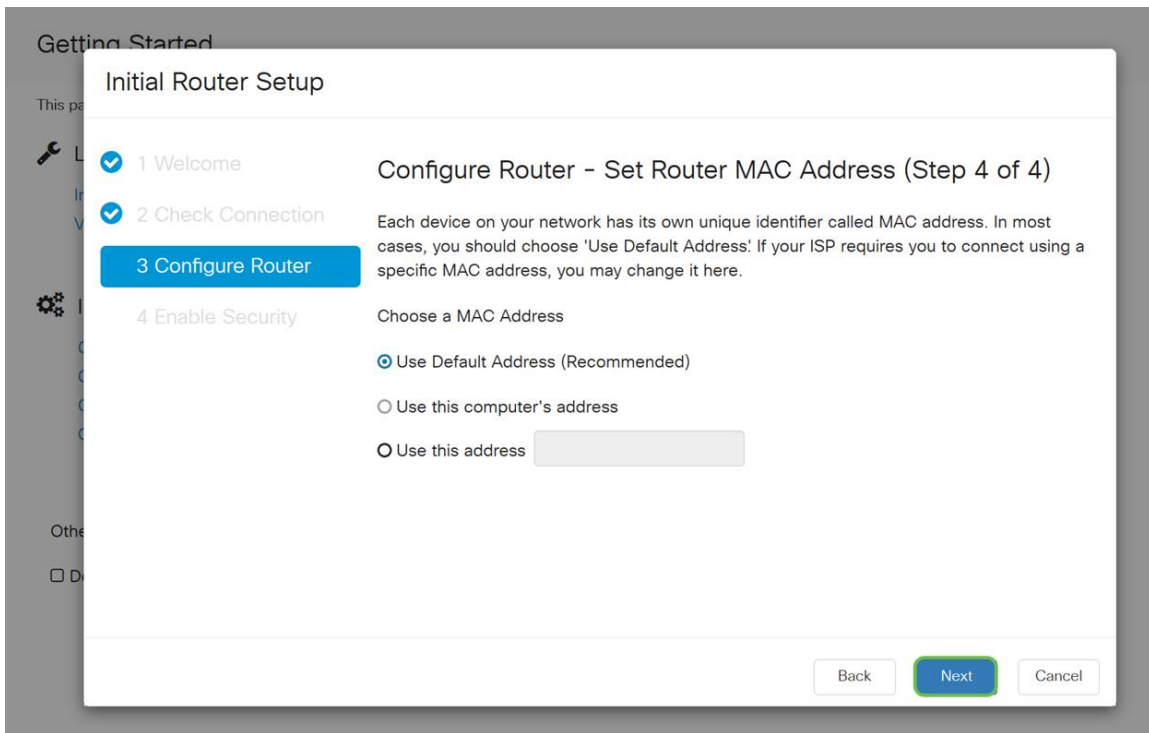 Getting Started
Initial Router Setup
This pa
1 Welcome
2 Check Connection
3 Configure Router
4 Enable Security
Configure Router - Set Router MAC Address (Step 4 of 4)
Each device on your network has its own unique identifier called MAC address. In most
cases, you should choose 'Use Default Address.' If your ISP requires you to connect using a
specific MAC address, you may change it here.
Choose a MAC Address
Use Default Address (Recommended)
Use this computer's address
Use this address
Othe
Back
Next
Cancel